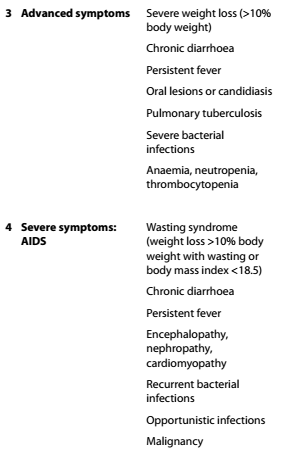 3 Advanced symptoms Severe weight loss (>10%
body weight)
Chronic diarrhoea
Persistent fever
Oral lesions or candidiasis
Pulmonary tuberculosis
Severe bacterial
infections
Anaemia, neutropenia,
thrombocytopenia
4 Severe symptoms: Wasting syndrome
AIDS (weight loss >10% body
weight with wasting or
body mass index <18.5)
Chronic diarrhoea
Persistent fever
Encephalopathy,
nephropathy,
cardiomyopathy
Recurrent bacterial
infections
Opportunistic infections
Malignancy